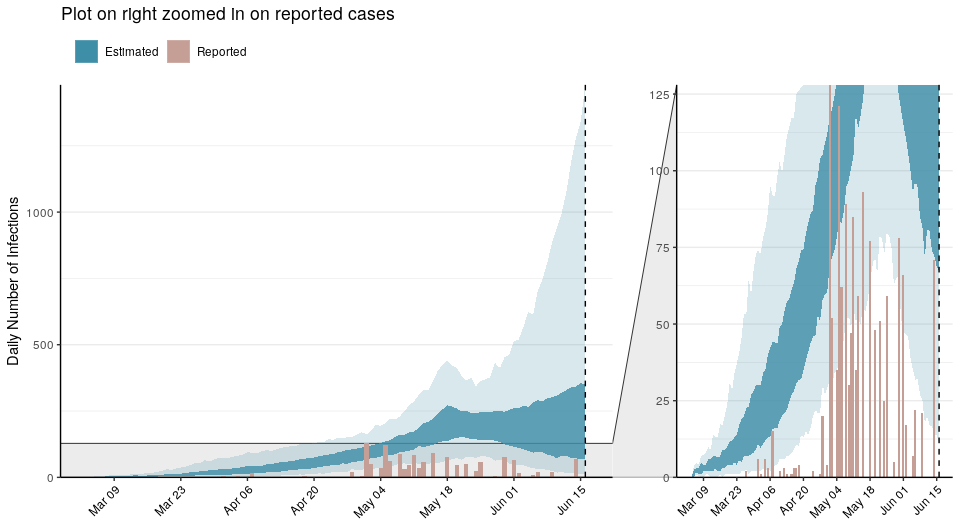 Plot on right zoomed in on reported cases
Estimated Reported
Daily Number of Infections
1000
500
0
Mar 09 Mar 23 Apr 06 Apr 20 May 04 May 18 Jun 01 Jun 15
125
100
75
50
25
0
Mar 09 Mar 23 Apr 06 Apr 20 May 04 May 18 Jun 01 Jun 15